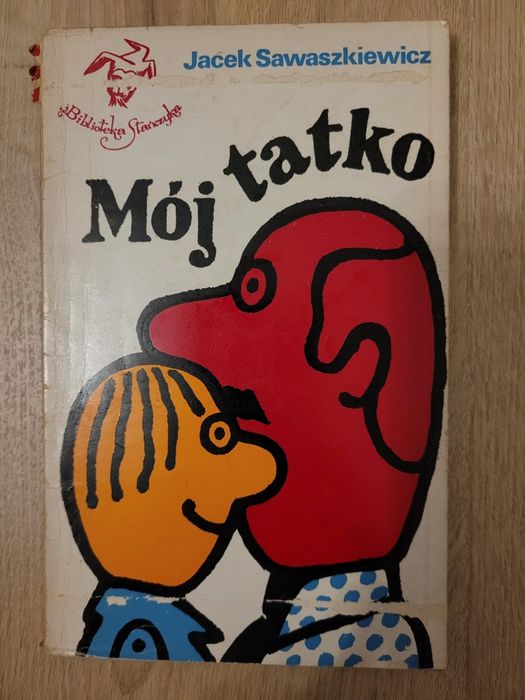 Jacek Sawaszkiewicz
Biblioteka Stańczyka
Mój tatko